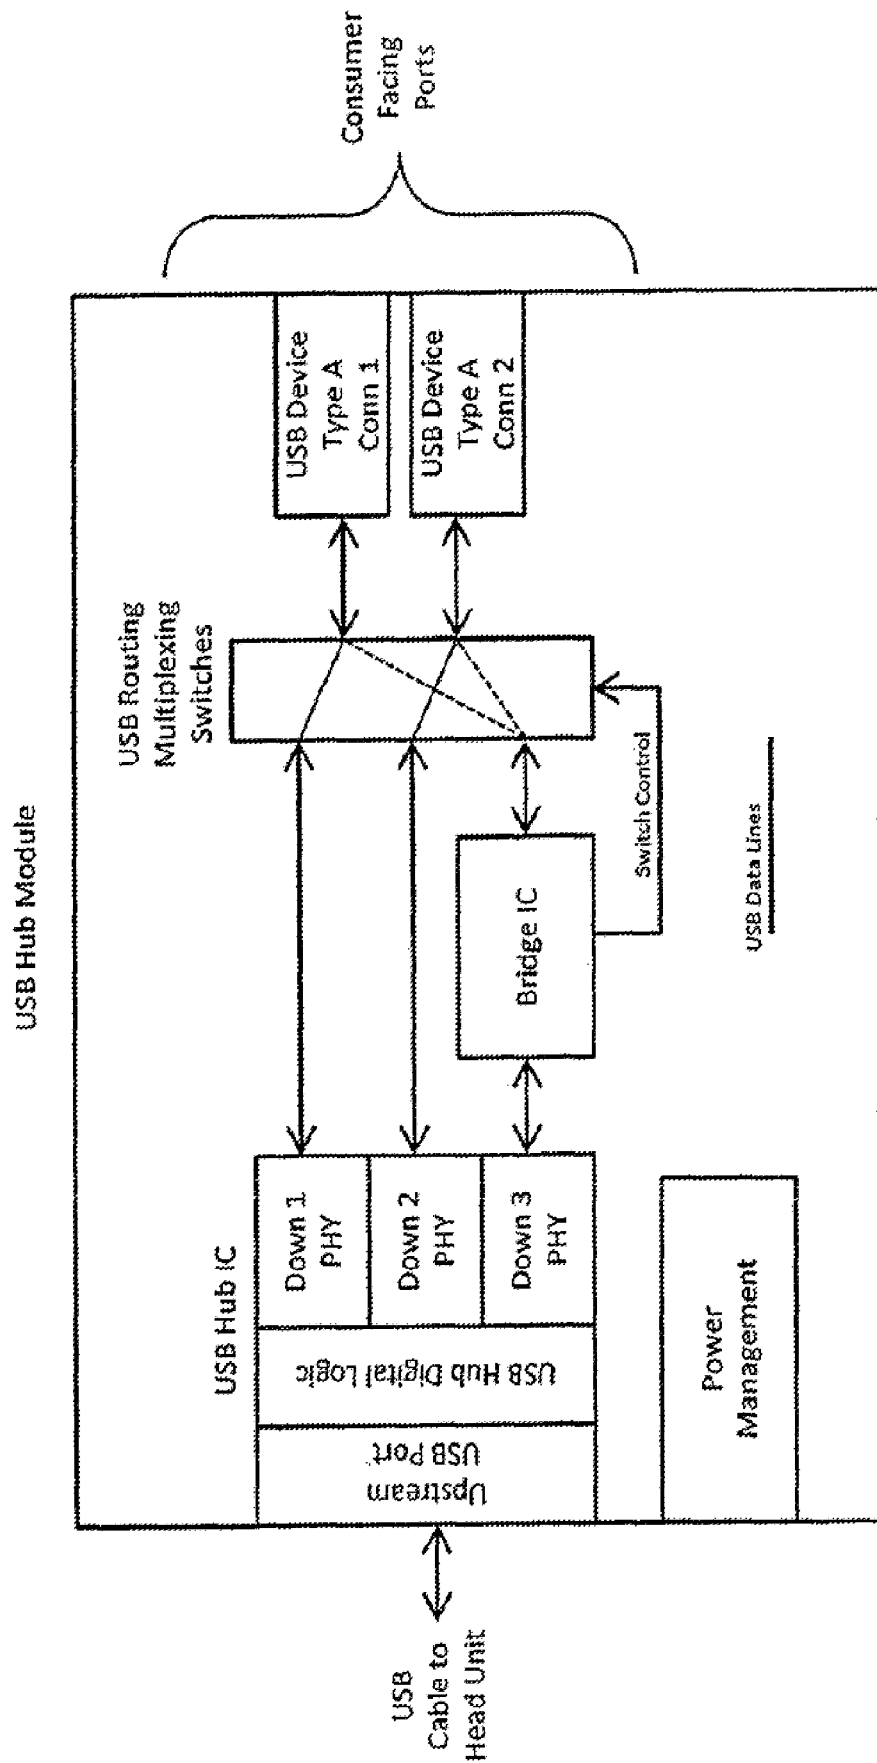 USB Hub Module
USB Hub IC
USB Routing
Multiplexing
Switches
Consumer
Facing
Ports
USB
Cable to
Head Unit
Upstream
USB Port
USB Hub Digital Logic
Down 1
PHY
Down 2
PHY
Down 3
PHY
Bridge IC
Switch Control
USB Device
Type A
Conn 1
USB Device
Type A
Conn 2
Power
Management
USB Data Lines